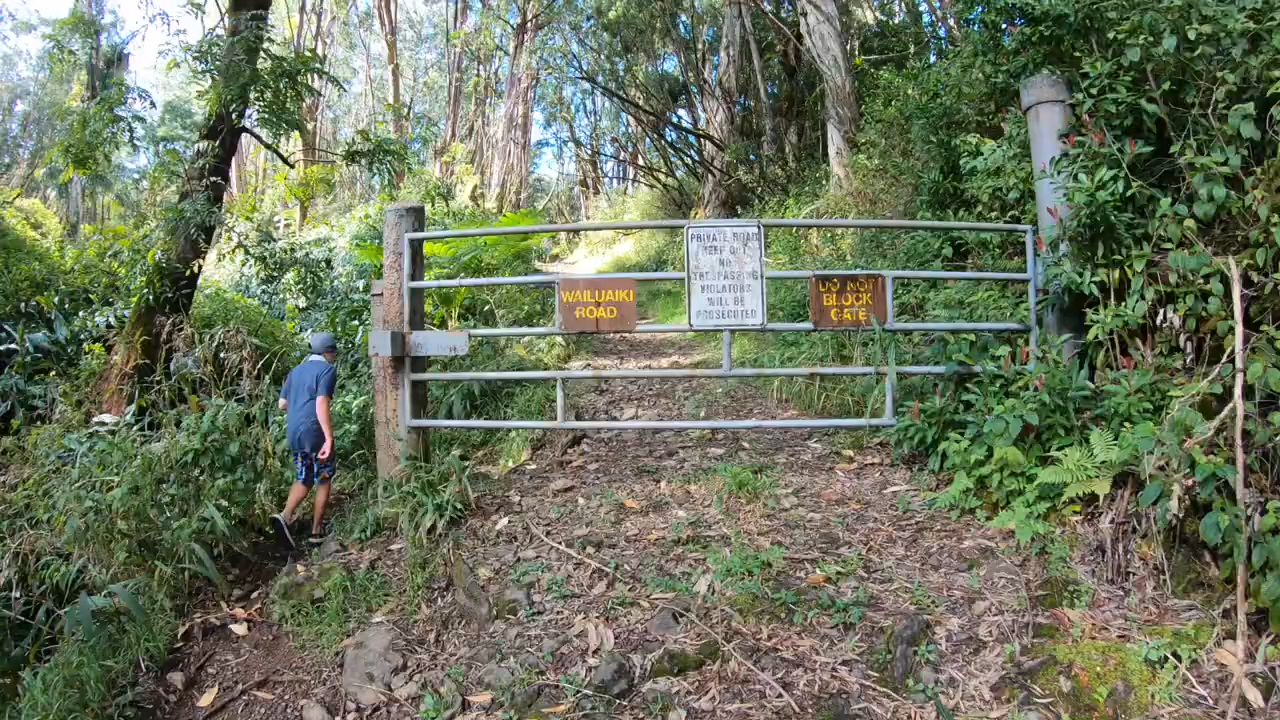 WAILUAIKI
ROAD
PRIVATE ROAD
KEEP OUT
NO
TRESPASSING
VIOLATORS
WILL BE
PROSECUTED
DO NOT
BLOCK
GATE